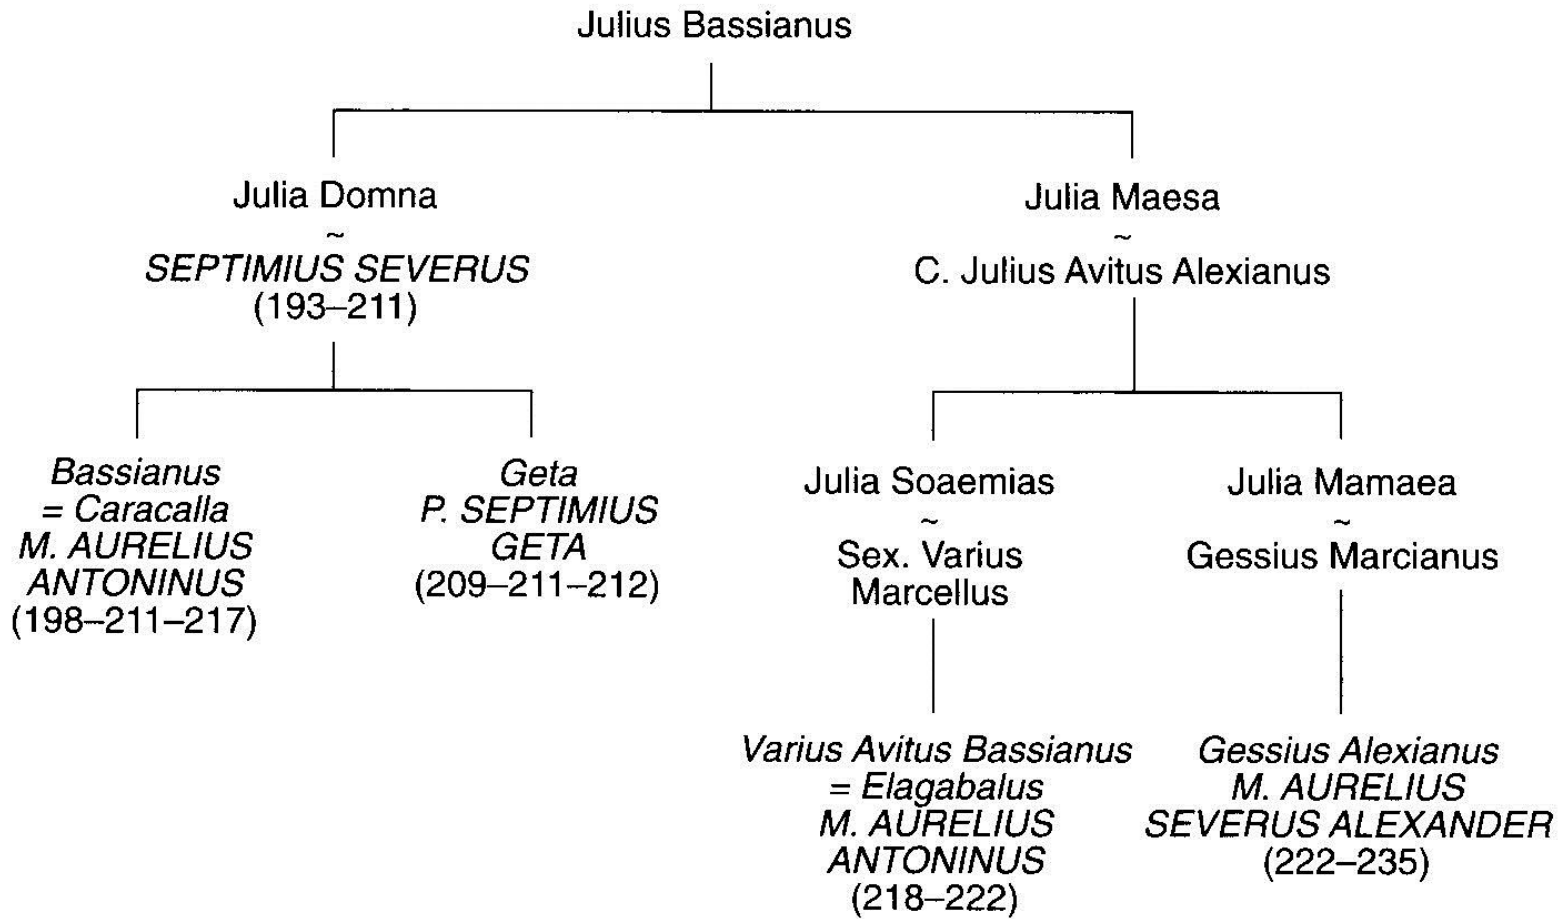 Julius Bassianus
Julia Domna
~
SEPTIMIUS SEVERUS
(193–211)
Julia Maesa
~
C. Julius Avitus Alexianus
Bassianus
= Caracalla
M. AURELIUS
ANTONINUS
(198–211–217)
Geta
P. SEPTIMIUS
GETA
(209–211–212)
Julia Soaemias
~
Sex. Varius
Marcellus
Julia Mamaea
~
Gessius Marcianus
Varius Avitus Bassianus
= Elagabalus
M. AURELIUS
ANTONINUS
(218–222)
Gessius Alexianus
M. AURELIUS
SEVERUS ALEXANDER
(222–235)